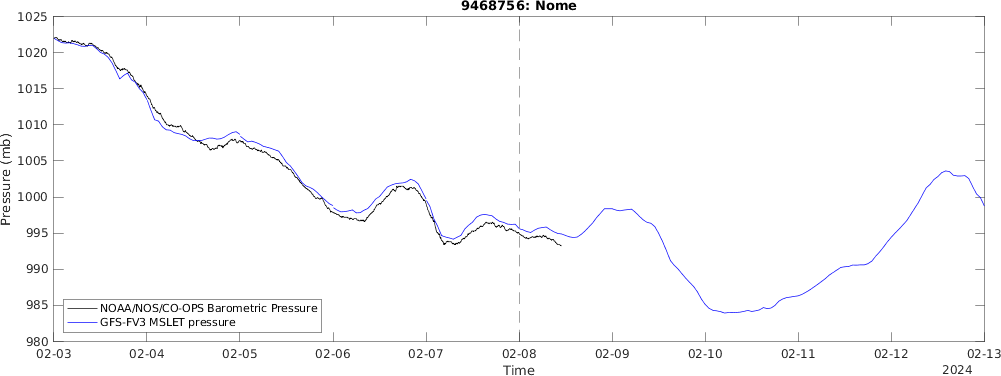 9468756: Nome
Pressure (mb)
1025
1020
1015
1010
1005
1000
995
990
985
980
NOAA/NOS/CO-OPS Barometric Pressure
GFS-FV3 MSLET pressure
02-03 02-04 02-05 02-06 02-07 02-08 02-09 02-10 02-11 02-12 02-13
Time
2024